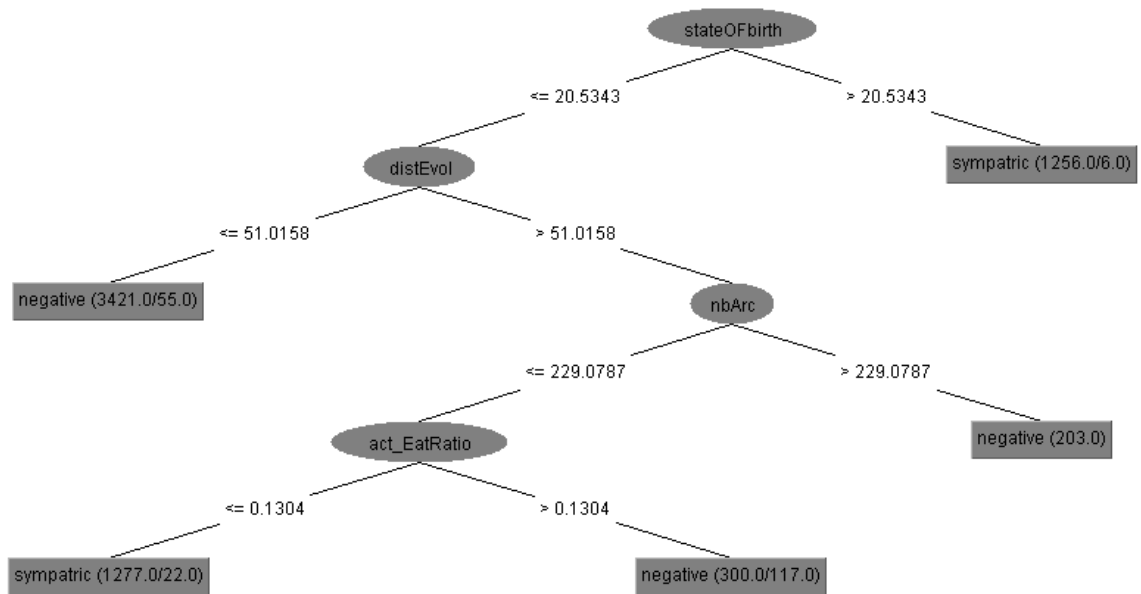 stateOFbirth
<= 20.5343
> 20.5343
distEvol
sympatric (1256.0/6.0)
<= 51.0158
> 51.0158
negative (3421.0/55.0)
nbArc
<= 229.0787
> 229.0787
act_EatRatio
negative (203.0)
<= 0.1304
> 0.1304
sympatric (1277.0/22.0)
negative (300.0/117.0)